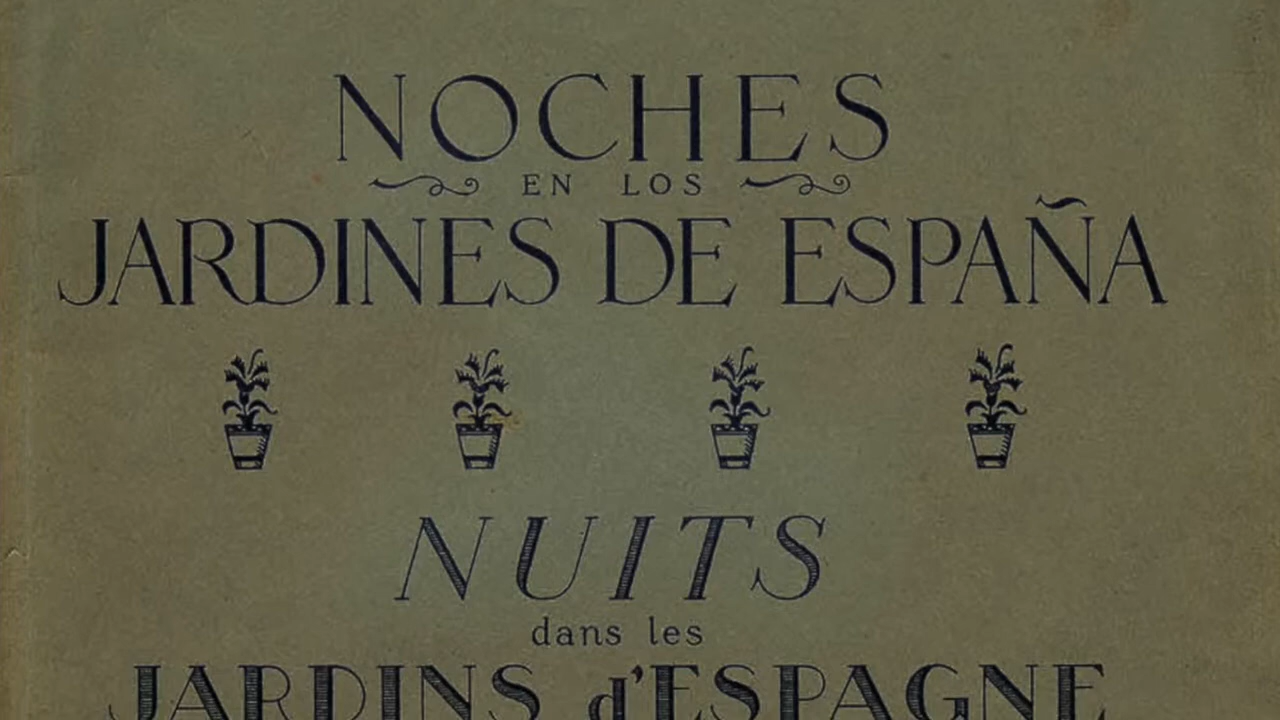 NOCHES
EN LOS
JARDINES DE ESPAÑA
NUITS
dans les
JARDINS d'ESPAGNE